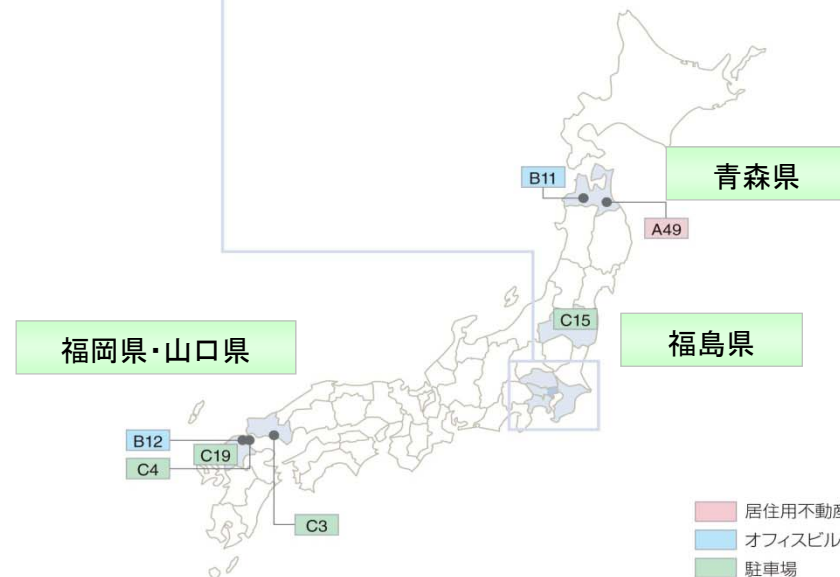 青森県
B11
A49
C15
福島県
福岡県・山口県
B12
C19
C4
C3
居住用不動産
オフィスビル
駐車場